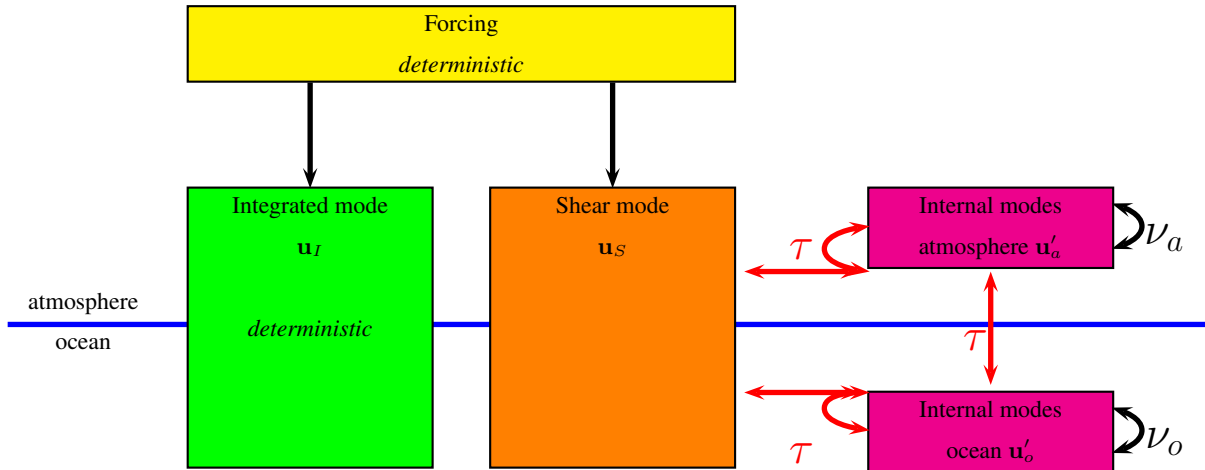 Forcing
deterministic
Integrated mode
𝐮_I
deterministic
Shear mode
𝐮_S
Internal modes
atmosphere 𝐮′_a
ν_a
τ
atmosphere
ocean
τ
Internal modes
ocean 𝐮′_o
ν_o
τ